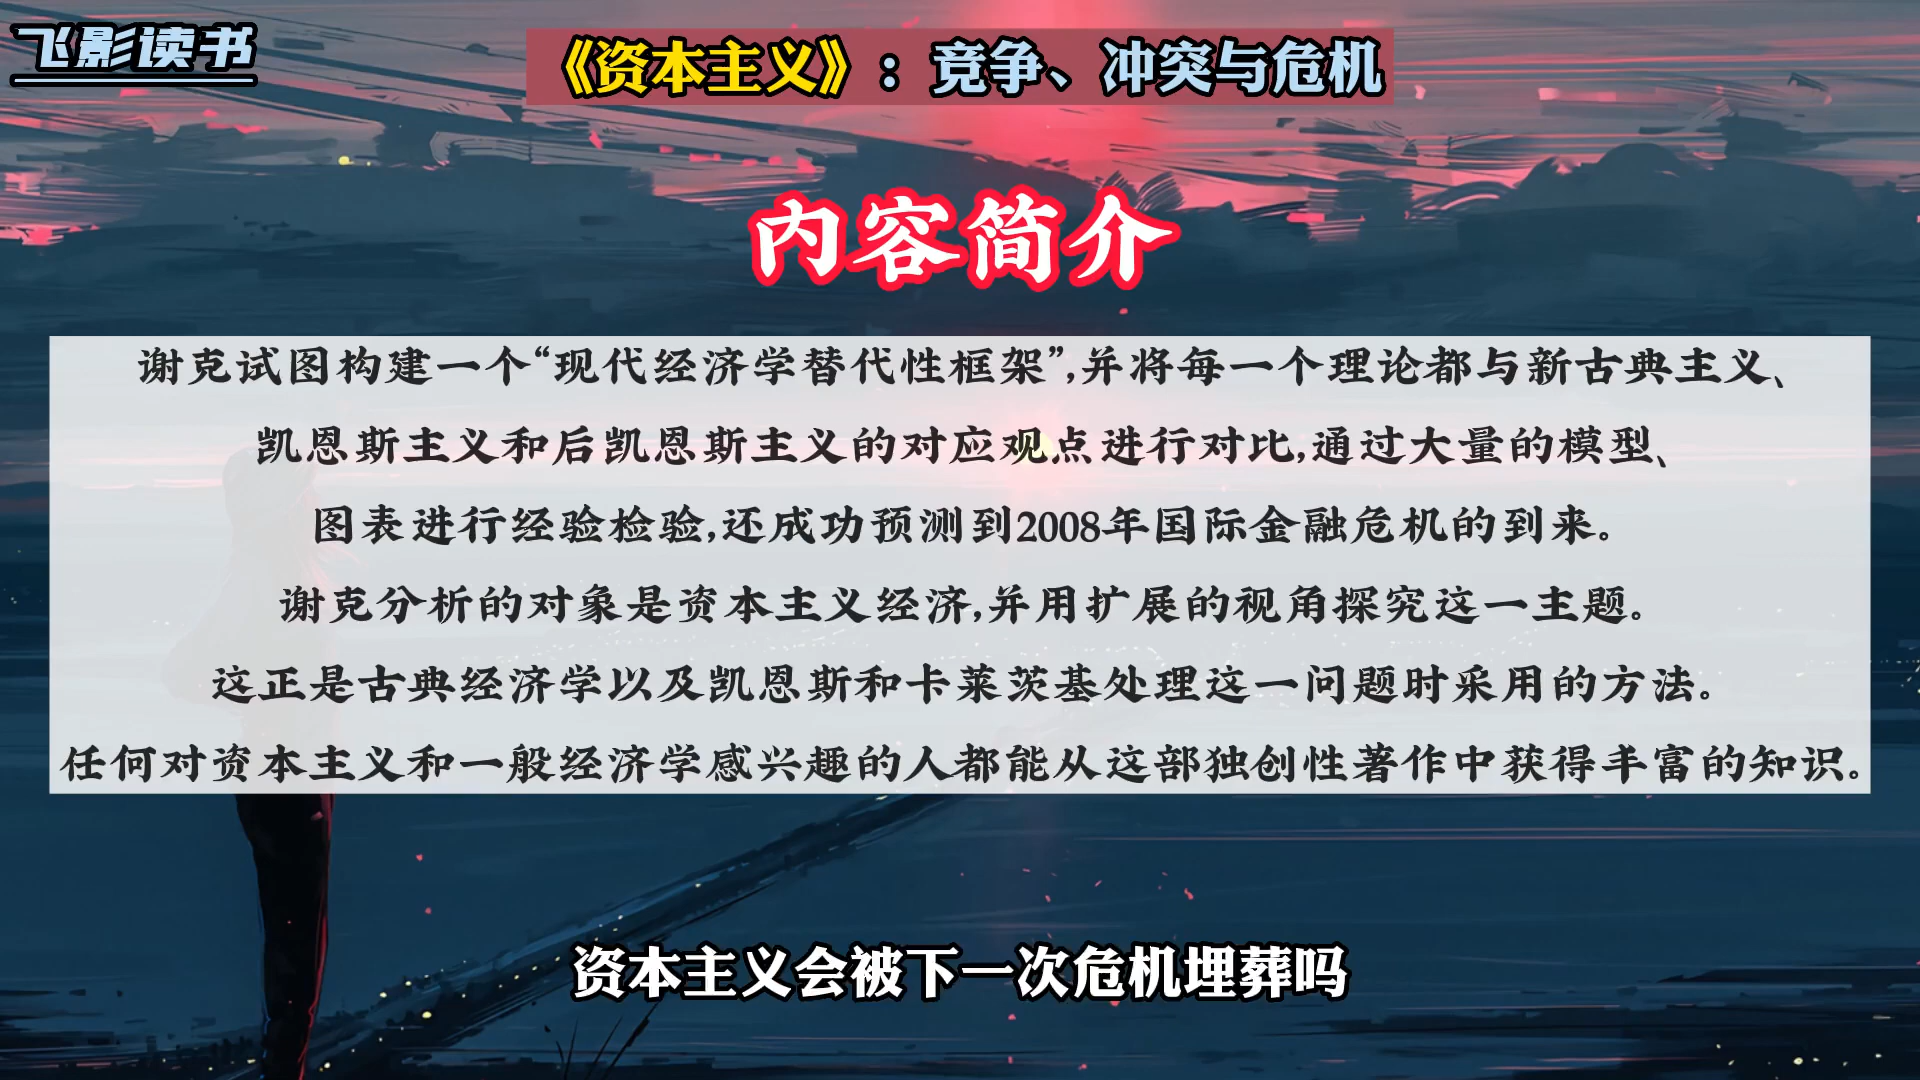 飞影读书
《资本主义》：竞争、冲突与危机
内容简介
谢克试图构建一个“现代经济学替代性框架”,并将每一个理论都与新古典主义、
凯恩斯主义和后凯恩斯主义的对应观点进行对比,通过大量的模型、
图表进行经验检验,还成功预测到2008年国际金融危机的到来。
谢克分析的对象是资本主义经济,并用扩展的视角探究这一主题。
这正是古典经济学以及凯恩斯和卡莱茨基处理这一问题时采用的方法。
任何对资本主义和一般经济学感兴趣的人都能从这部独创性著作中获得丰富的知识。
资本主义会被下一次危机埋葬吗